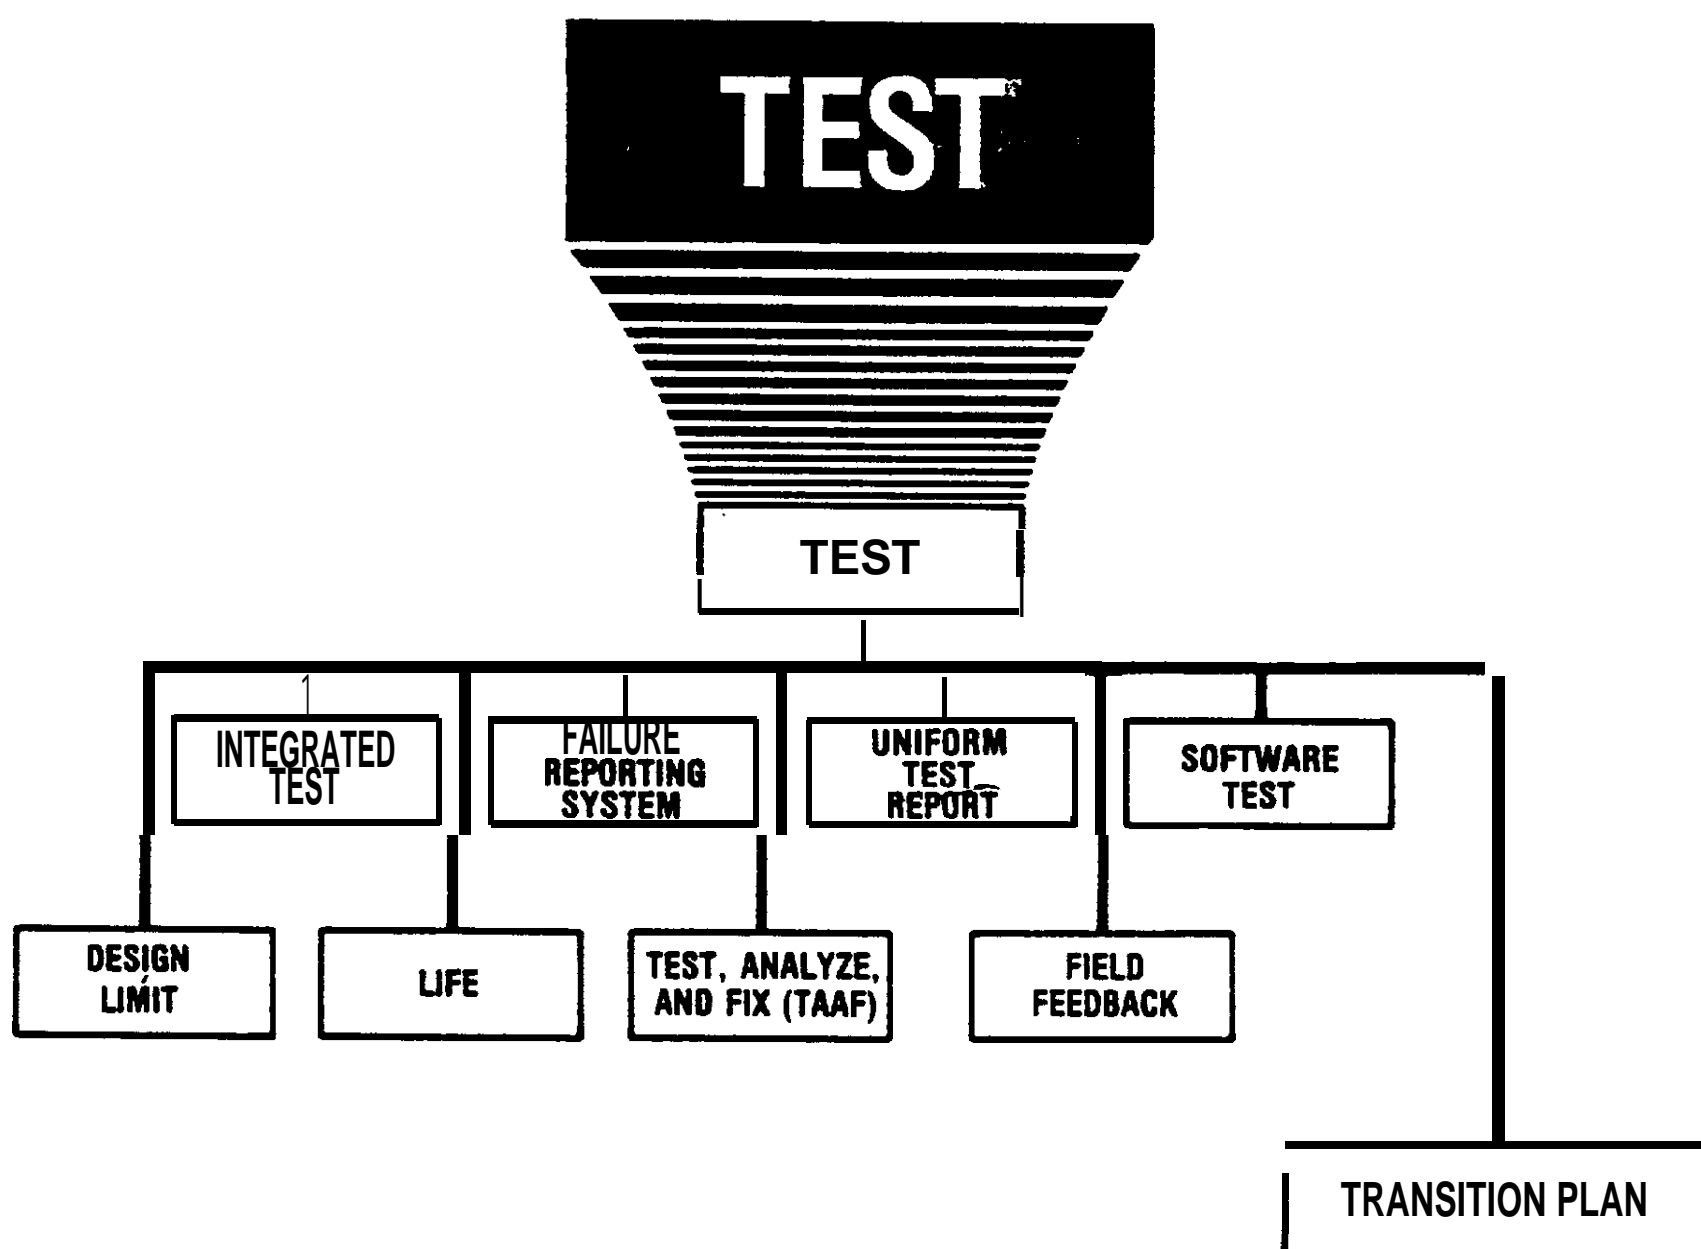 TEST
TEST
INTEGRATED
TEST
FAILURE
REPORTING
SYSTEM
UNIFORM
TEST
REPORT
SOFTWARE
TEST
DESIGN
LIMIT
LIFE
TEST, ANALYZE,
AND FIX (TAAF)
FIELD
FEEDBACK
TRANSITION PLAN